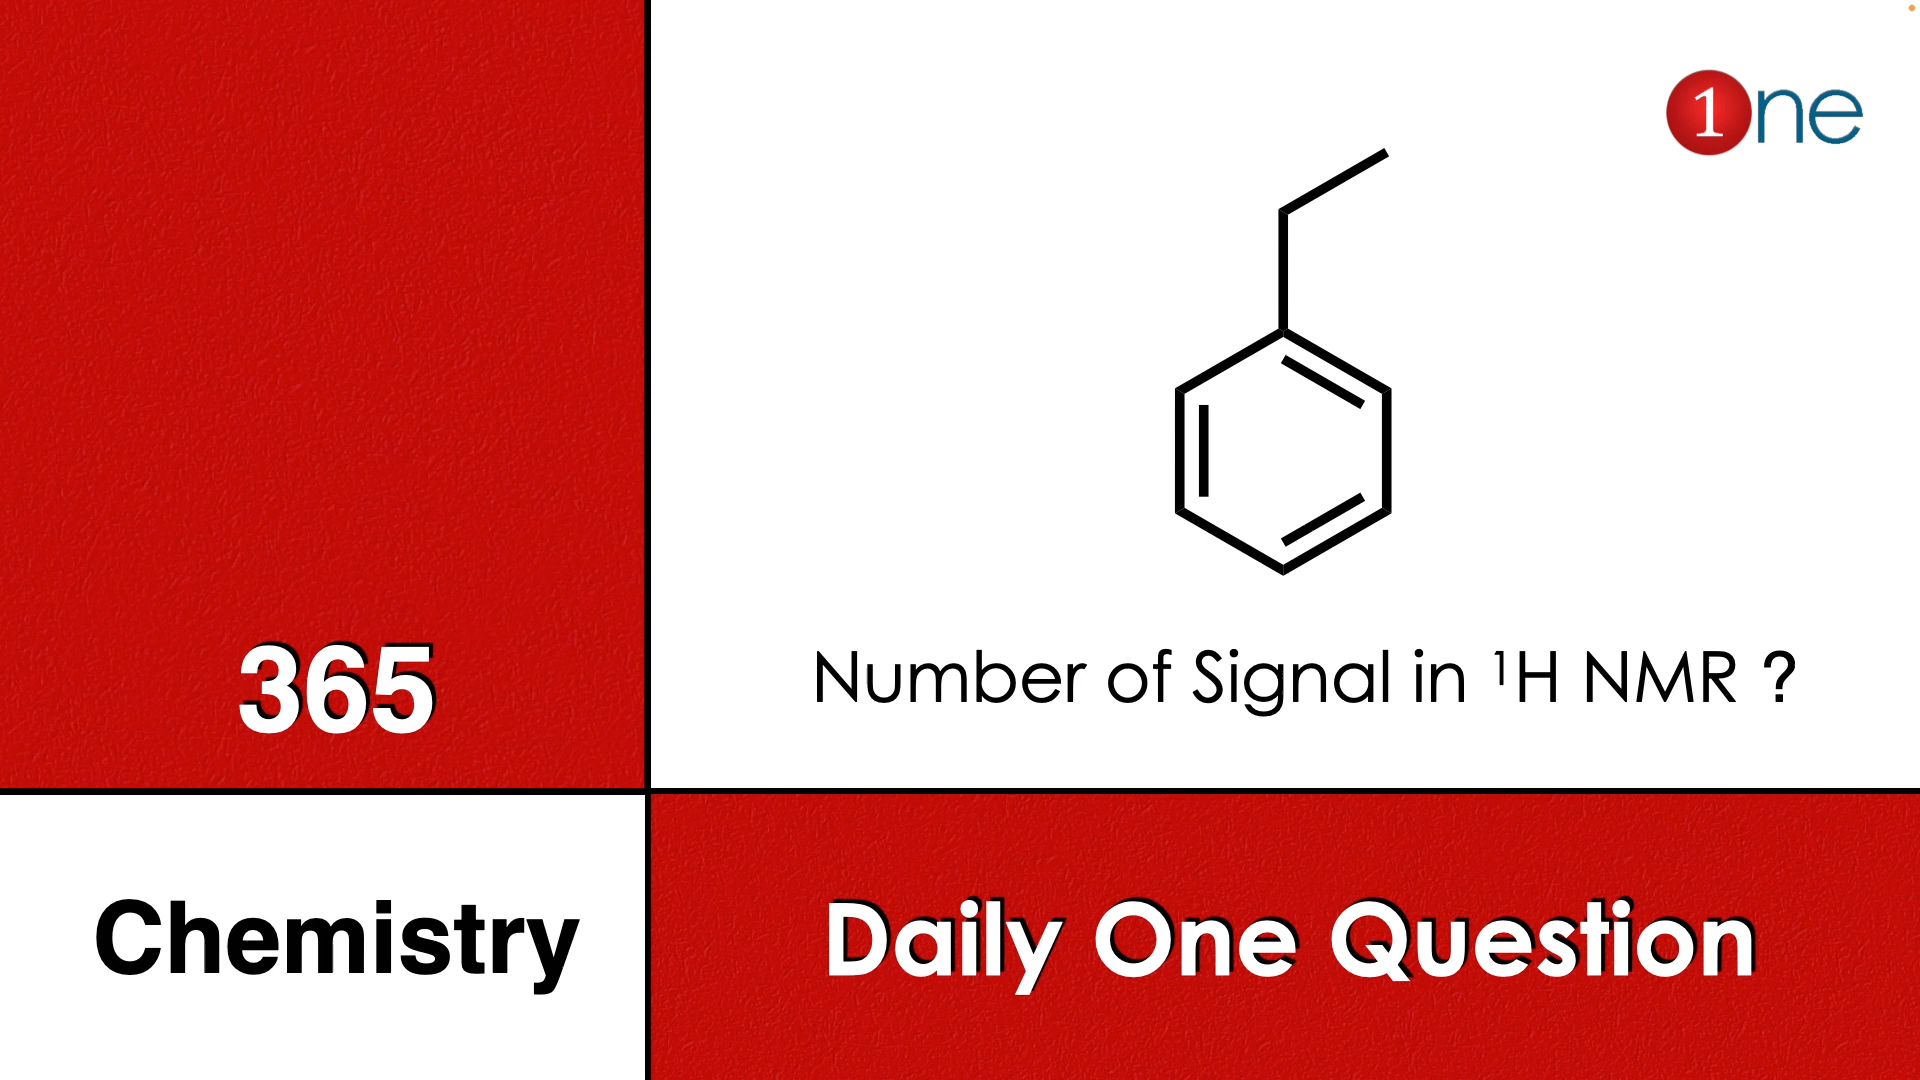 1ne
Number of Signal in ¹H NMR ?
365
Chemistry
Daily One Question